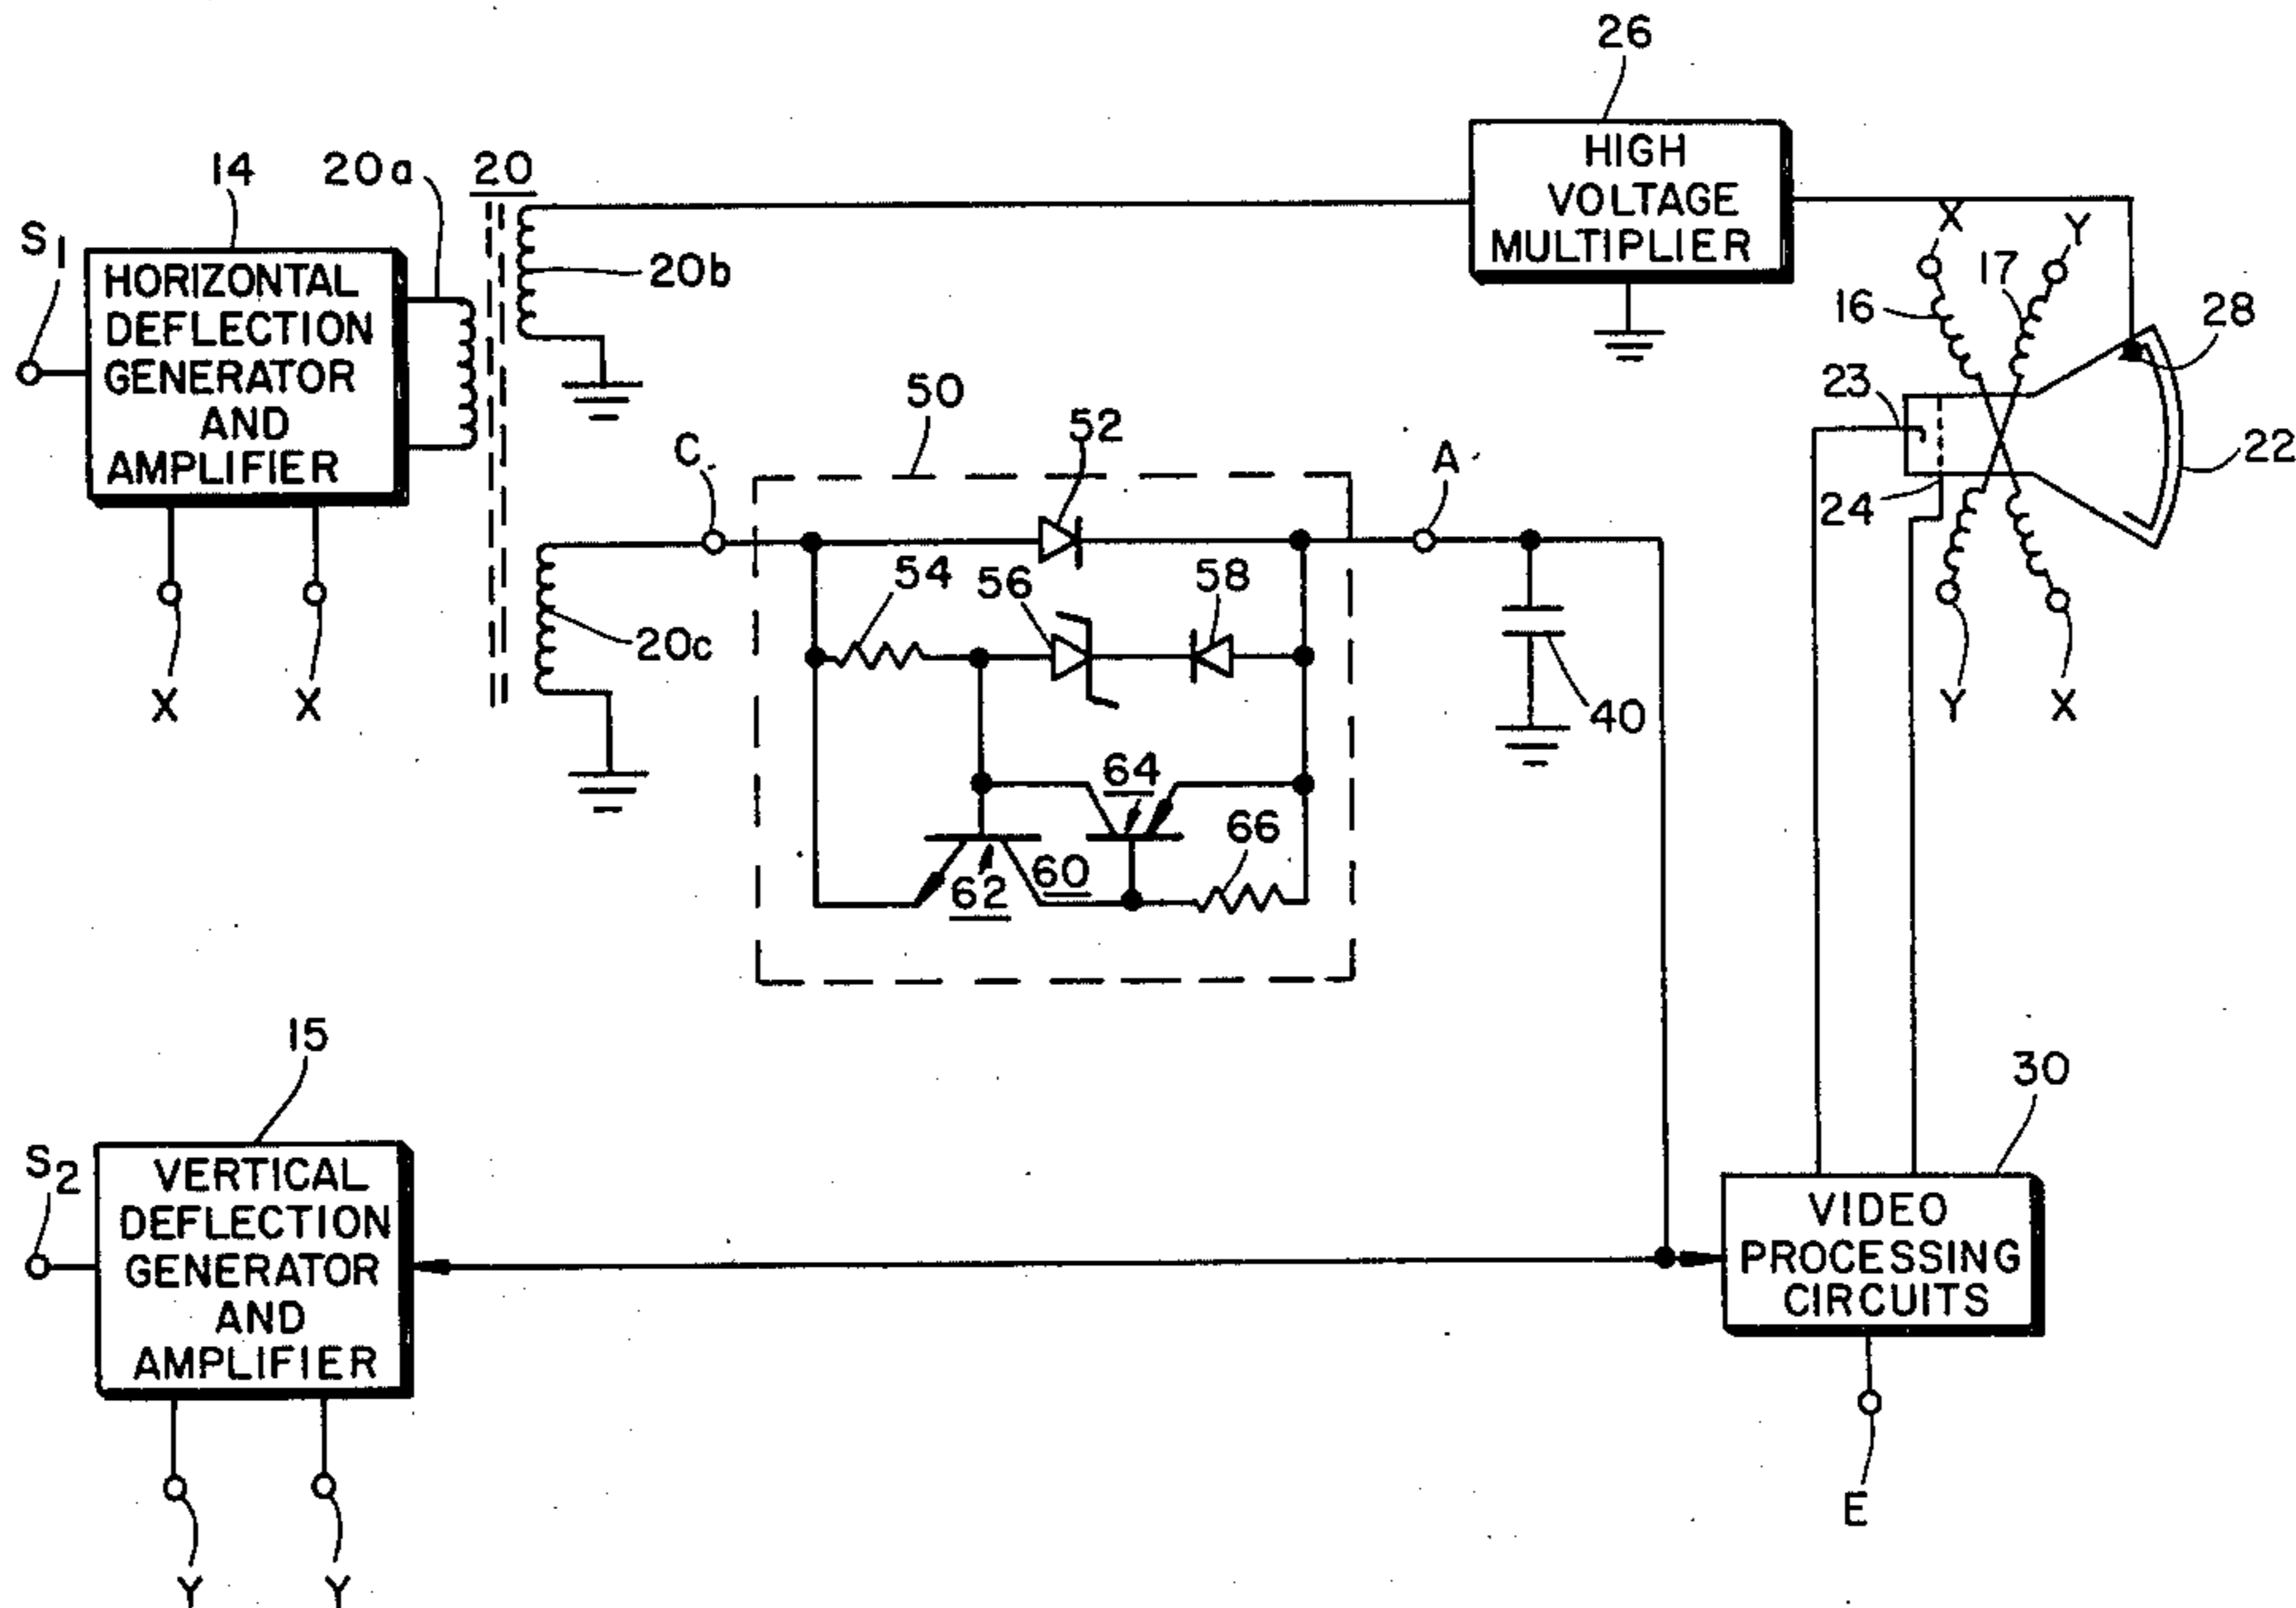 26
HIGH
VOLTAGE
MULTIPLIER
14
20a
20
S1
HORIZONTAL
DEFLECTION
GENERATOR
AND
AMPLIFIER
20b
X
Y
16
17
28
23
22
24
50
52
C
A
54
56
58
20c
40
X
X
Y
X
64
66
60
62
15
30
S2
VERTICAL
DEFLECTION
GENERATOR
AND
AMPLIFIER
VIDEO
PROCESSING
CIRCUITS
E
Y
Y